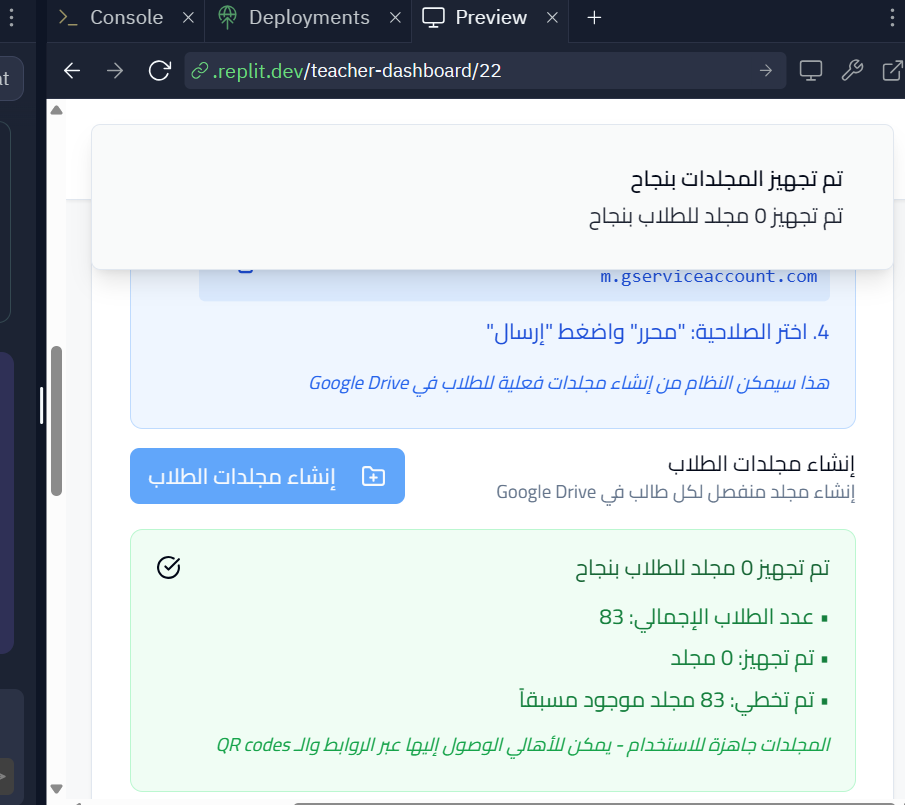 Console
Deployments
Preview
.replit.dev/teacher-dashboard/22
تم تجهيز المجلدات بنجاح
تم تجهيز 0 مجلد للطلاب بنجاح
m.gserviceaccount.com
4. اختر الصلاحية: "محرر" واضغط "إرسال"
هذا سيمكن النظام من إنشاء مجلدات فعلية للطلاب في Google Drive
إنشاء مجلدات الطلاب
إنشاء مجلد منفصل لكل طالب في Google Drive
إنشاء مجلدات الطلاب
تم تجهيز 0 مجلد للطلاب بنجاح
▪ عدد الطلاب الإجمالي: 83
▪ تم تجهيز: 0 مجلد
▪ تم تخطي: 83 مجلد موجود مسبقاً
المجلدات جاهزة للاستخدام - يمكن للأهالي الوصول إليها عبر الروابط والـ QR codes